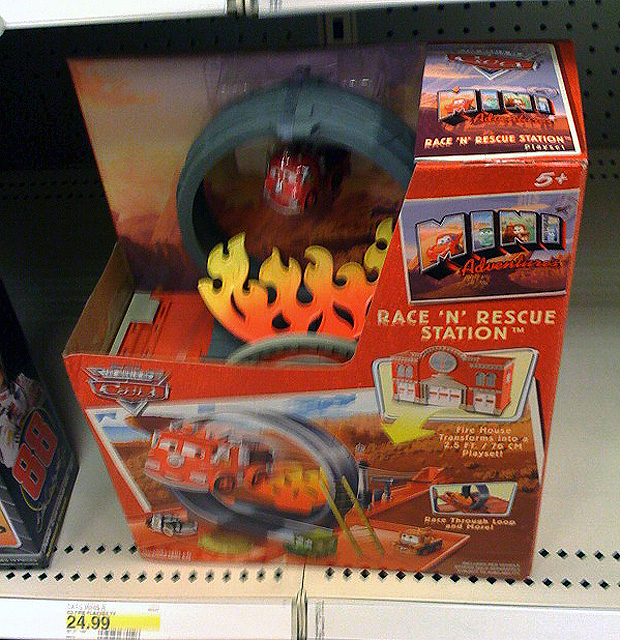 Cars
MINI
Adventures
RACE 'N' RESCUE STATION™
Playset
5+
MINI
Adventures
RACE 'N' RESCUE
STATION™
Cars
Fire House
Transforms into a
2.5 FT. / 76 CM
Playset!
Race Through Loop
and More!
88
24.99